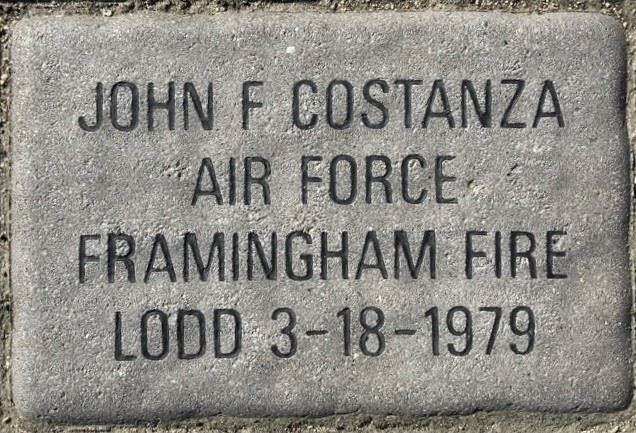 JOHN F COSTANZA
AIR FORCE
FRAMINGHAM FIRE
LODD 3-18-1979